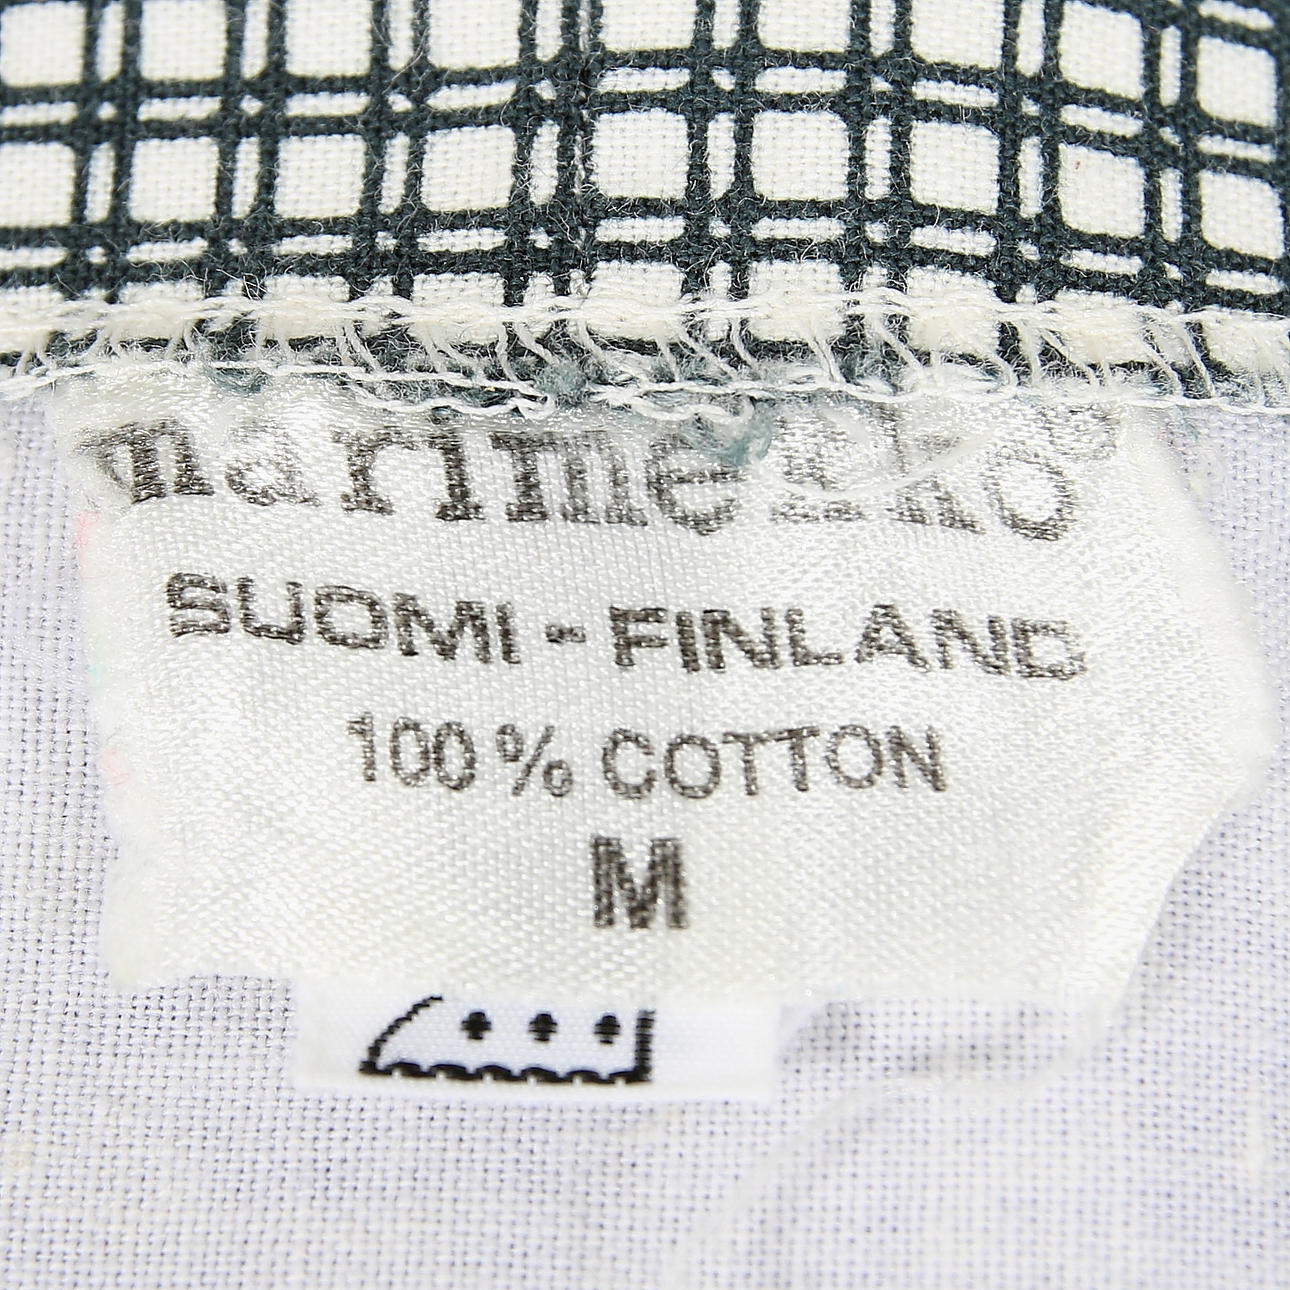 marimekko
SUOMI - FINLAND
100% COTTON
M